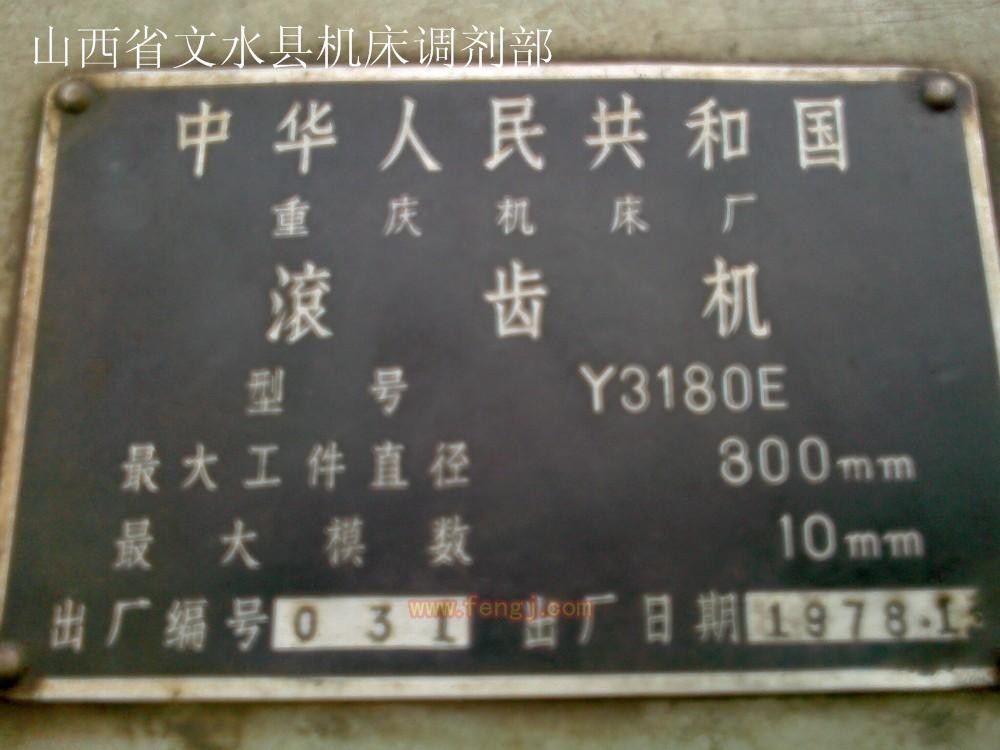 山西省文水县机床调剂部
中华人民共和国
重庆机床厂
滚齿机
型号 Y3180E
最大工件直径 800mm
最大模数 10mm
出厂编号 031 出厂日期 1978.1
www.fengj.com